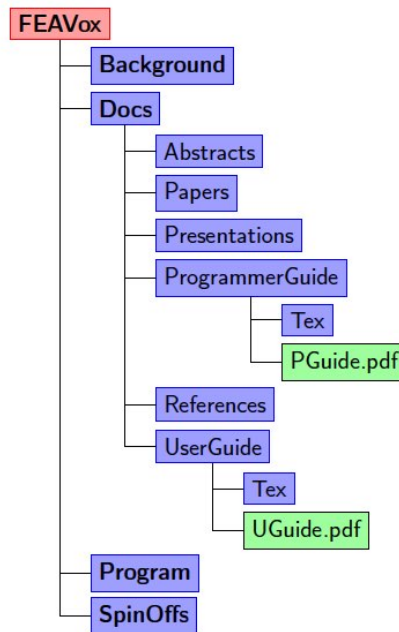 FEAVox
Background
Docs
Abstracts
Papers
Presentations
ProgrammerGuide
Tex
PGuide.pdf
References
UserGuide
Tex
UGuide.pdf
Program
SpinOffs